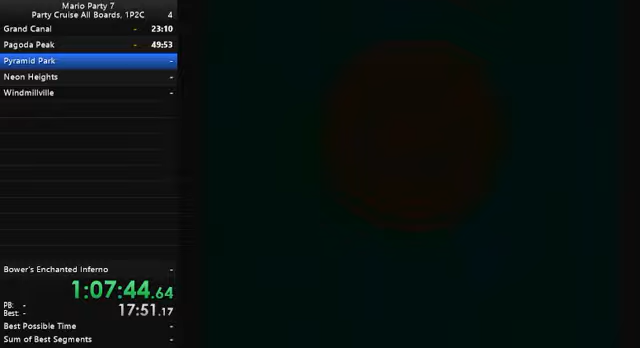 Mario Party 7
Party Cruise All Boards, 1P2C 4
Grand Canal - 23:10
Pagoda Peak - 49:53
Pyramid Park -
Neon Heights -
Windmillville -
Bower's Enchanted Inferno -
1:07:44.64
PB: -
Best: - 17:51.17
Best Possible Time -
Sum of Best Segments -